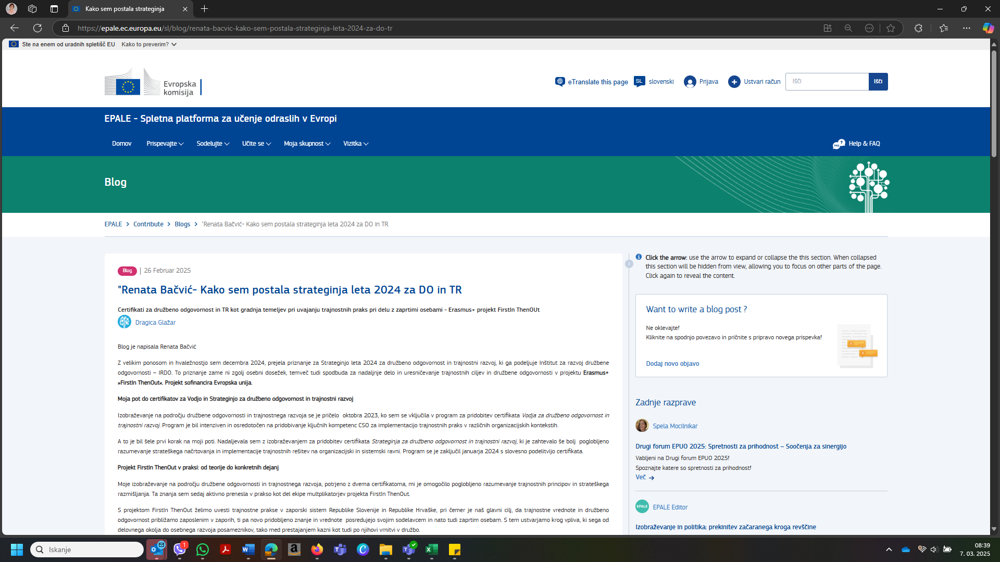 Kako sem postala strateginja
https://epale.ec.europa.eu/sl/blog/renata-bacvic-kako-sem-postala-strateginja-leta-2024-za-do-tr
Ste na enem od uradnih spletišč EU Kako to preverim?
Evropska
komisija
eTranslate this page
SL slovenski
Prijava
Ustvari račun
Išči
Išči
EPALE - Spletna platforma za učenje odraslih v Evropi
Domov Prispevajte Sodelujte Učite se Moja skupnost Vizitka
FAQ ? Help & FAQ
Blog
EPALE > Contribute > Blogs > "Renata Bačvić- Kako sem postala strateginja leta 2024 za DO in TR
Blog | 26 Februar 2025
"Renata Bačvić- Kako sem postala strateginja leta 2024 za DO in TR
Certifikati za družbeno odgovornost in TR kot gradnja temeljev pri uvajanju trajnostnih praks pri delu z zaprtimi osebami - Erasmus+ projekt FirstIn ThenOUt
Dragica Glažar
Blog je napisala Renata Bačvić
Z velikim ponosom in hvaležnostjo sem decembra 2024, prejela priznanje za Strateginjo leta 2024 za družbeno odgovornost in trajnostni razvoj, ki ga podeljuje Inštitut za razvoj družbene
odgovornosti – IRDO. To priznanje zame ni zgolj osebni dosežek, temveč tudi spodbuda za nadaljnje delo in uresničevanje trajnostnih ciljev in družbene odgovornosti v projektu Erasmus+
»FirstIn ThenOut«. Projekt sofinancira Evropska unija.
Moja pot do certifikatov za Vodjo in Strateginjo za družbeno odgovornost in trajnostni razvoj
Izobraževanje na področju družbene odgovornosti in trajnostnega razvoja se je pričelo oktobra 2023, ko sem se vključila v program za pridobitev certifikata Vodja za družbeno odgovornost in
trajnostni razvoj. Program je bil intenziven in osredotočen na pridobivanje ključnih kompetenc CSO za implementacijo trajnostnih praks v različnih organizacijskih kontekstih.
A to je bil šele prvi korak na moji poti. Nadaljevala sem z izobraževanjem za pridobitev certifikata Strateginja za družbeno odgovornost in trajnostni razvoj, ki je zahtevalo še bolj poglobljeno
razumevanje strateškega načrtovanja in implementacije trajnostnih rešitev na organizacijski in sistemski ravni. Program se je zaključil januarja 2024 s slovesno podelitvijo certifikata.
Projekt FirstIn ThenOut v praksi: od teorije do konkretnih dejanj
Moje izobraževanje na področju družbene odgovornosti in trajnostnega razvoja, potrjeno z dvema certifikatoma, mi je omogočilo poglobljeno razumevanje trajnostnih principov in strateškega
razmišljanja. Ta znanja sem sedaj aktivno prenesla v prakso kot del ekipe multplikatorjev projekta FirstIn ThenOut.
S projektom FirstIn ThenOut želimo uvesti trajnostne prakse v zaporski sistem Republike Slovenije in Republike Hrvaške, pri čemer je naš glavni cilj, da trajnostne vrednote in družbeno
odgovornost približamo zaposlenim v zaporih, ti pa novo pridobljeno znanje in vrednote posredujejo svojim sodelavcem in nato tudi zaprtim osebam. S tem ustvarjamo krog vpliva, ki sega od
delovnega okolja do osebnega razvoja posameznikov, tako med prestajanjem kazni kot tudi po njihovi vrnitvi v družbo.
Click the arrow: use the arrow to expand or collapse the this section. When collapsed
this section will be hidden from view, allowing you to focus on other parts of the page.
Click again to reveal the content.
Want to write a blog post ?
Ne oklevajte!
Kliknite na spodnjo povezavo in pričnite s pripravo novega prispevka!
Dodaj novo objavo
Zadnje razprave
Spela Mocilnikar
Drugi forum EPUO 2025: Spretnosti za prihodnost – Soočenja za sinergijo
Vabljeni na Drugi forum EPUO 2025!
Spoznajte katere so spretnosti za prihodnost!
Več
EPALE EPALE Editor
Izobraževanje in politika: prekinitev začaranega kroga revščine
Iskanje
1
08:39
7. 03. 2025